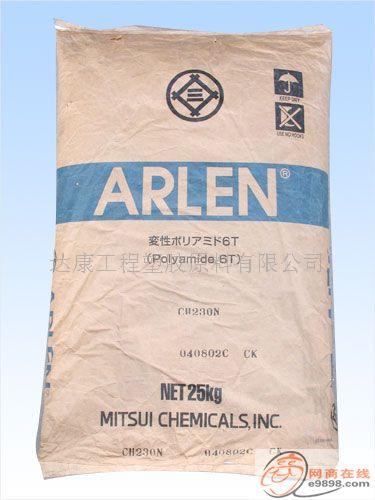 KEEP DRY
USE NO HOOKS
ARLEN®
変性ポリアミド6T
(Polyamide 6T)
达康工程塑胶原料有限公司
CH230N
040802C CK
NET 25kg
MITSUI CHEMICALS, INC.
CH230N 040802C CK
网商在线
e9898.com